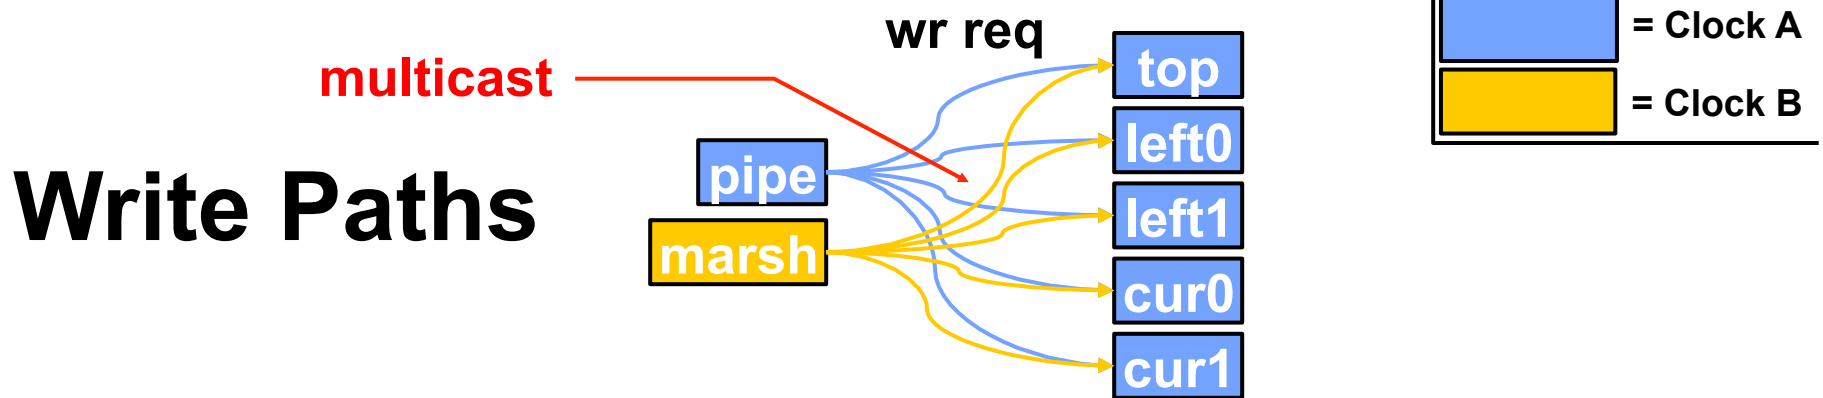 wr req
= Clock A
multicast
top
= Clock B
left0
pipe
Write Paths
left1
marsh
cur0
cur1